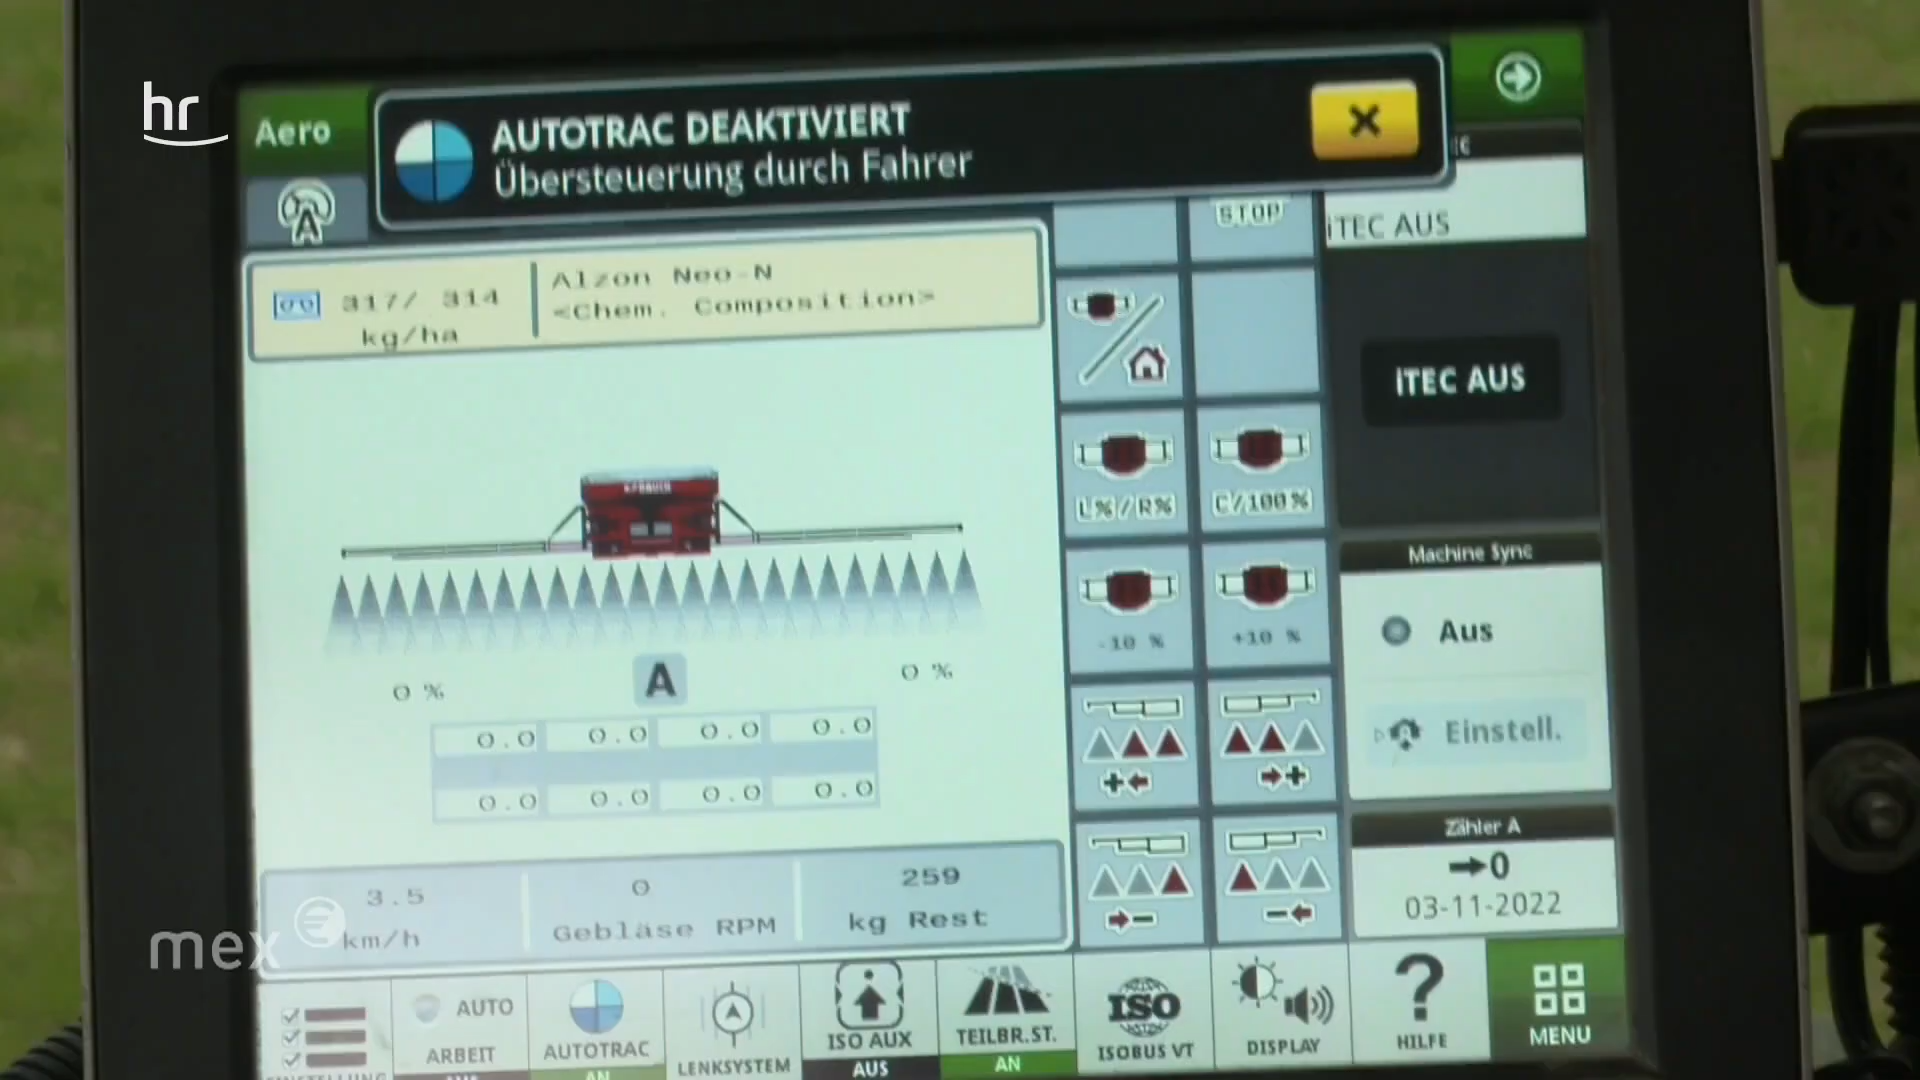 hr
Aero
AUTOTRAC DEAKTIVIERT
Übersteuerung durch Fahrer
A
317/ 314
kg/ha
Alzon Neo-N
<Chem. Composition>
STOP
iTEC AUS
iTEC AUS
L%/R%
C/100%
-10 %
+10 %
Machine Sync
Aus
Einstell.
0 %
A
0 %
0.0 0.0 0.0 0.0
0.0 0.0 0.0 0.0
Zähler A
0
03-11-2022
3.5
km/h
0
Gebläse RPM
259
kg Rest
mex
AUTO
ARBEIT
AUTOTRAC
AN
LENKSYSTEM
ISO AUX
AUS
TEILBR.ST.
AN
ISO
ISOBUS VT
DISPLAY
?
HILFE
MENU